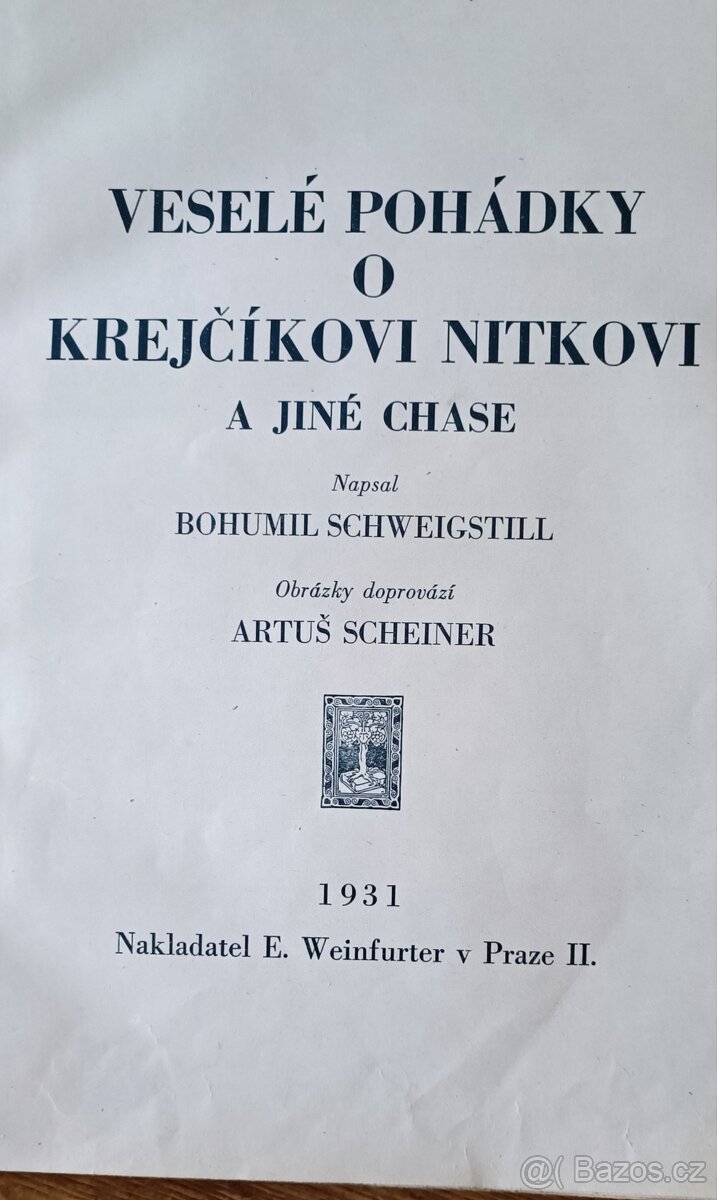 VESELÉ POHÁDKY
O
KREJČÍKOVI NITKOVI
A JINÉ CHASE
Napsal
BOHUMIL SCHWEIGSTILL
Obrázky doprovází
ARTUŠ SCHEINER
1931
Nakladatel E. Weinfurter v Praze II.
@( Bazos.cz